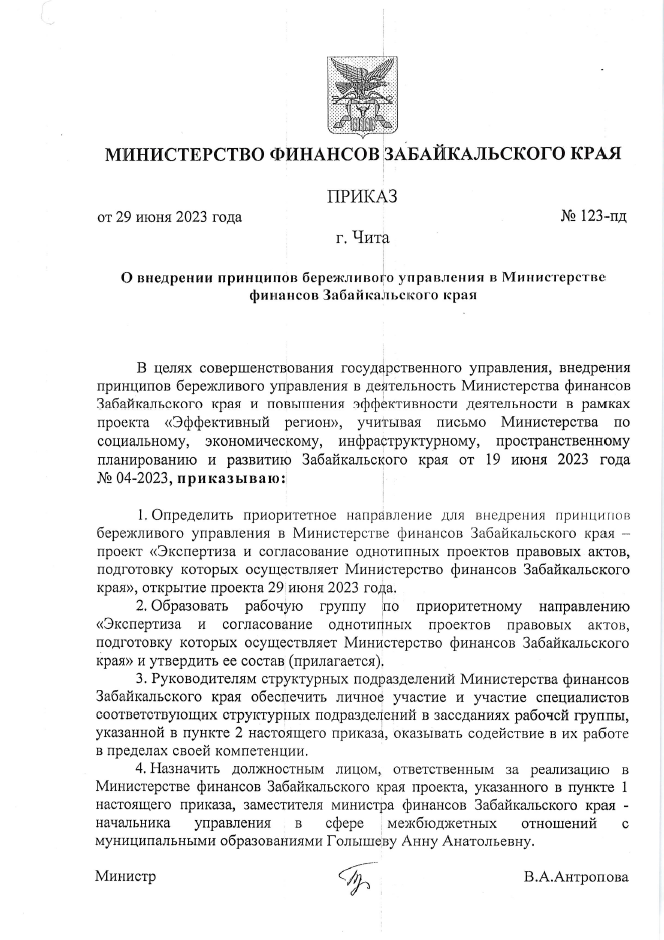 МИНИСТЕРСТВО ФИНАНСОВ ЗАБАЙКАЛЬСКОГО КРАЯ
ПРИКАЗ
от 29 июня 2023 года № 123-пд
г. Чита
О внедрении принципов бережливого управления в Министерстве
финансов Забайкальского края
В целях совершенствования государственного управления, внедрения
принципов бережливого управления в деятельность Министерства финансов
Забайкальского края и повышения эффективности деятельности в рамках
проекта «Эффективный регион», учитывая письмо Министерства по
социальному, экономическому, инфраструктурному, пространственному
планированию и развитию Забайкальского края от 19 июня 2023 года
№ 04-2023, приказываю:
1. Определить приоритетное направление для внедрения принципов
бережливого управления в Министерстве финансов Забайкальского края –
проект «Экспертиза и согласование однотипных проектов правовых актов,
подготовку которых осуществляет Министерство финансов Забайкальского
края», открытие проекта 29 июня 2023 года.
2. Образовать рабочую группу по приоритетному направлению
«Экспертиза и согласование однотипных проектов правовых актов,
подготовку которых осуществляет Министерство финансов Забайкальского
края» и утвердить ее состав (прилагается).
3. Руководителям структурных подразделений Министерства финансов
Забайкальского края обеспечить личное участие и участие специалистов
соответствующих структурных подразделений в заседаниях рабочей группы,
указанной в пункте 2 настоящего приказа, оказывать содействие в их работе
в пределах своей компетенции.
4. Назначить должностным лицом, ответственным за реализацию в
Министерстве финансов Забайкальского края проекта, указанного в пункте 1
настоящего приказа, заместителя министра финансов Забайкальского края -
начальника управления в сфере межбюджетных отношений с
муниципальными образованиями Голышеву Анну Анатольевну.
Министр В.А.Антропова